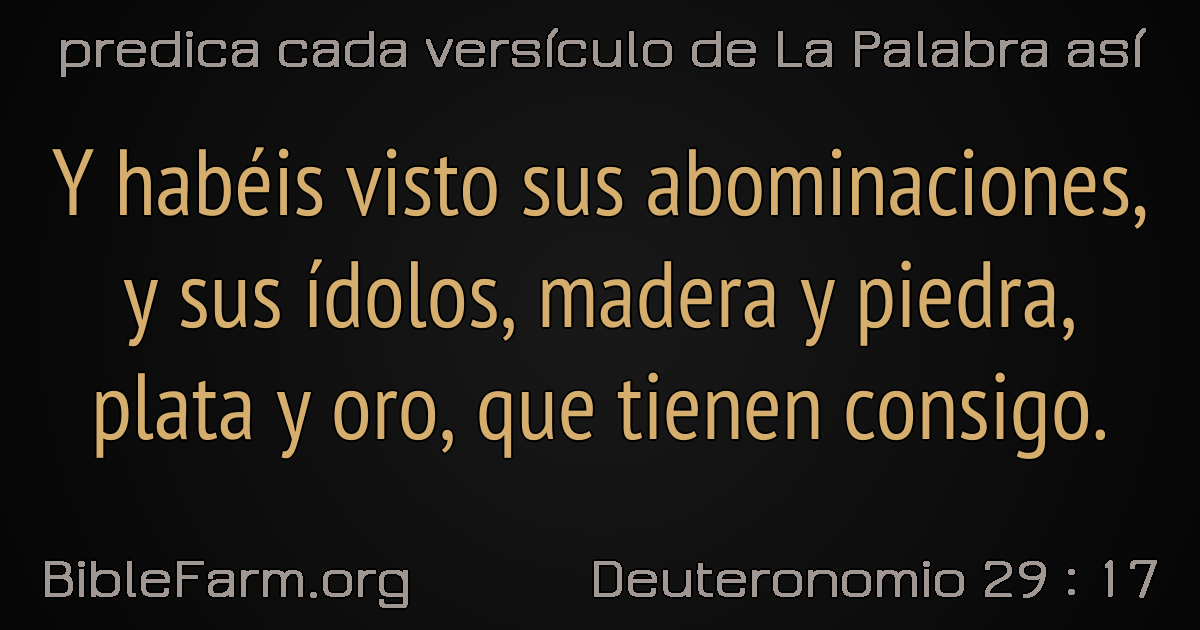 predica cada versículo de La Palabra así
Y habéis visto sus abominaciones,
y sus ídolos, madera y piedra,
plata y oro, que tienen consigo.
BibleFarm.org
Deuteronomio 29 : 17